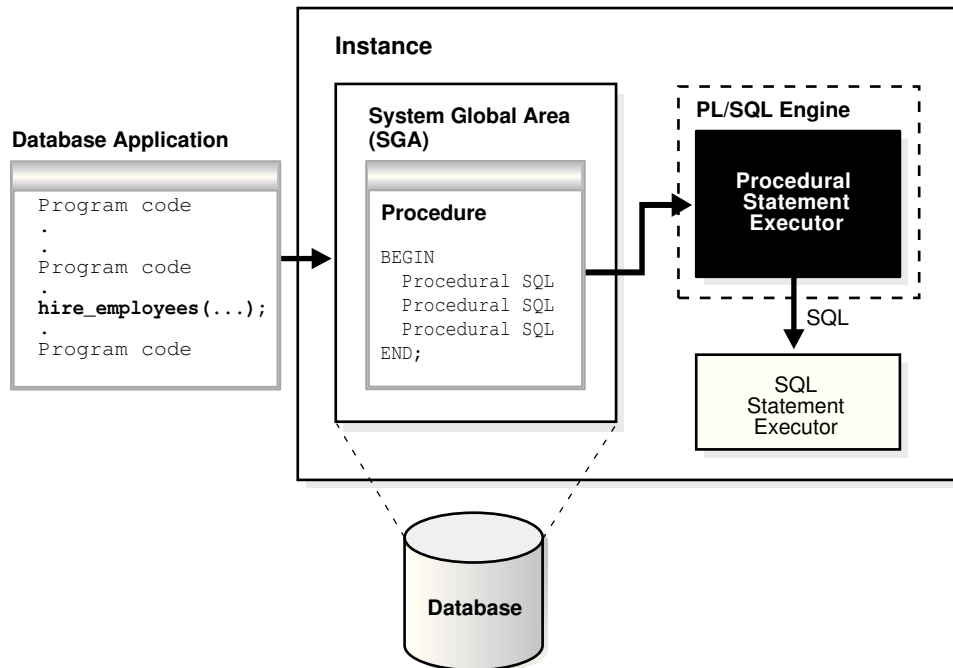 Instance
Database Application
Program code
.
.
Program code
.
hire_employees(...);
.
Program code
System Global Area
(SGA)
Procedure
BEGIN
Procedural SQL
Procedural SQL
Procedural SQL
END;
PL/SQL Engine
Procedural
Statement
Executor
SQL
SQL
Statement
Executor
Database